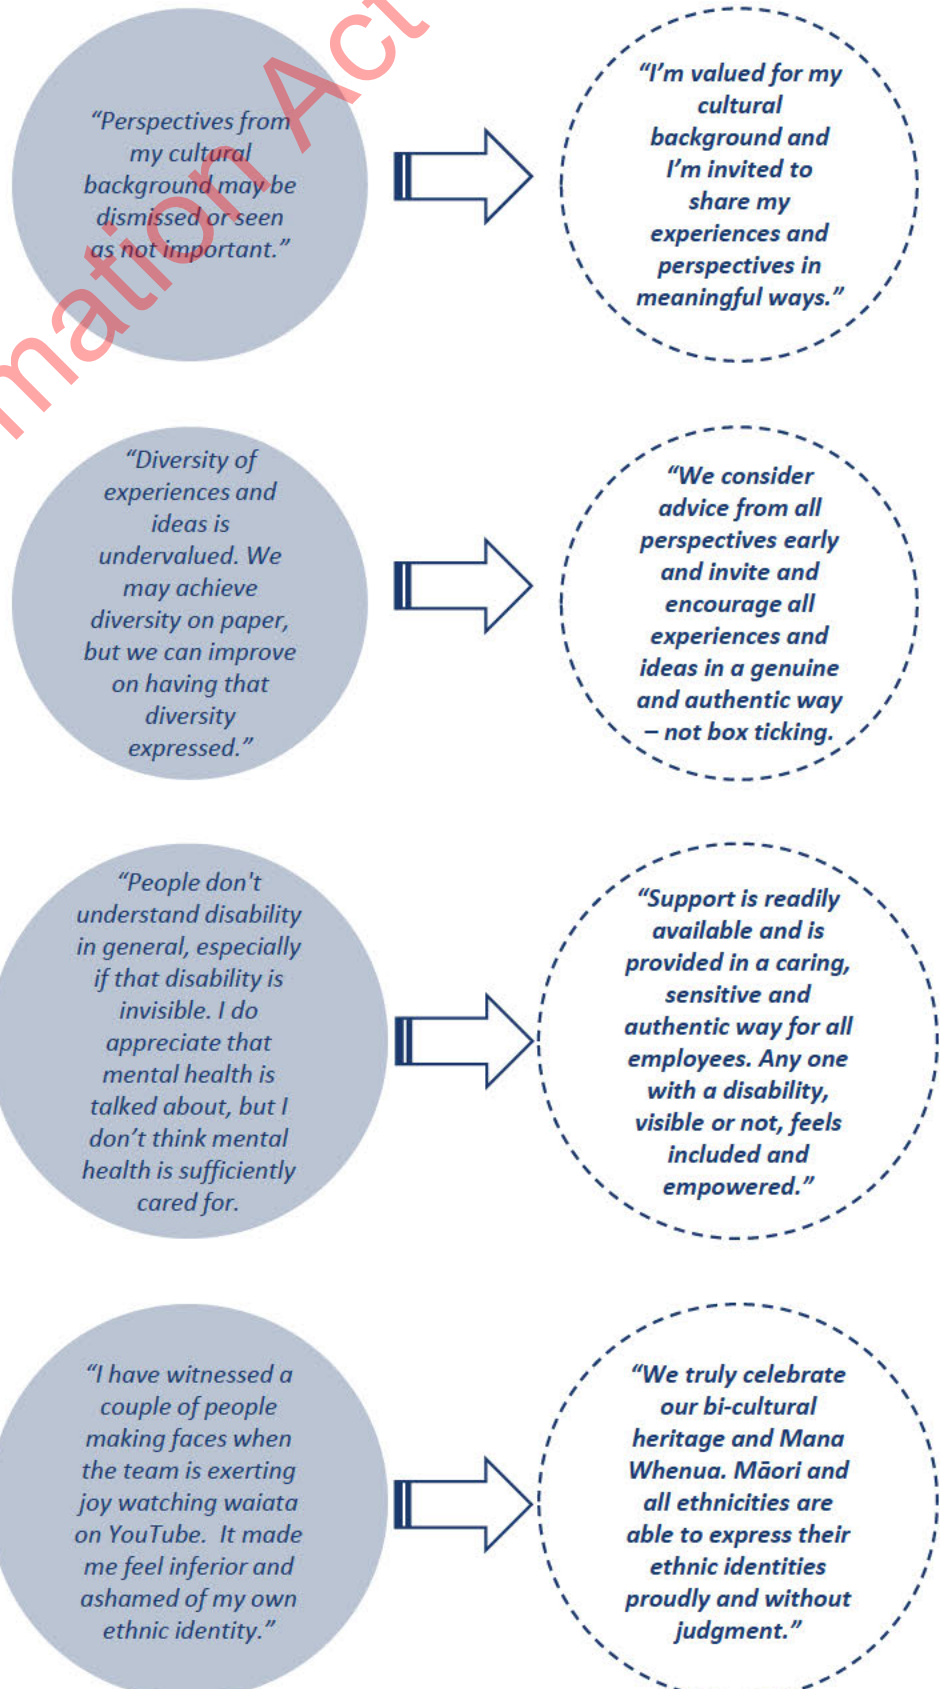 mation Act
“Perspectives from
my cultural
background may be
dismissed or seen
as not important.”
“I’m valued for my
cultural
background and
I’m invited to
share my
experiences and
perspectives in
meaningful ways.”
“Diversity of
experiences and
ideas is
undervalued. We
may achieve
diversity on paper,
but we can improve
on having that
diversity
expressed.”
“We consider
advice from all
perspectives early
and invite and
encourage all
experiences and
ideas in a genuine
and authentic way
– not box ticking.
“People don't
understand disability
in general, especially
if that disability is
invisible. I do
appreciate that
mental health is
talked about, but I
don’t think mental
health is sufficiently
cared for.
“Support is readily
available and is
provided in a caring,
sensitive and
authentic way for all
employees. Any one
with a disability,
visible or not, feels
included and
empowered.”
“I have witnessed a
couple of people
making faces when
the team is exerting
joy watching waiata
on YouTube.  It made
me feel inferior and
ashamed of my own
ethnic identity.”
“We truly celebrate
our bi-cultural
heritage and Mana
Whenua. Māori and
all ethnicities are
able to express their
ethnic identities
proudly and without
judgment.”